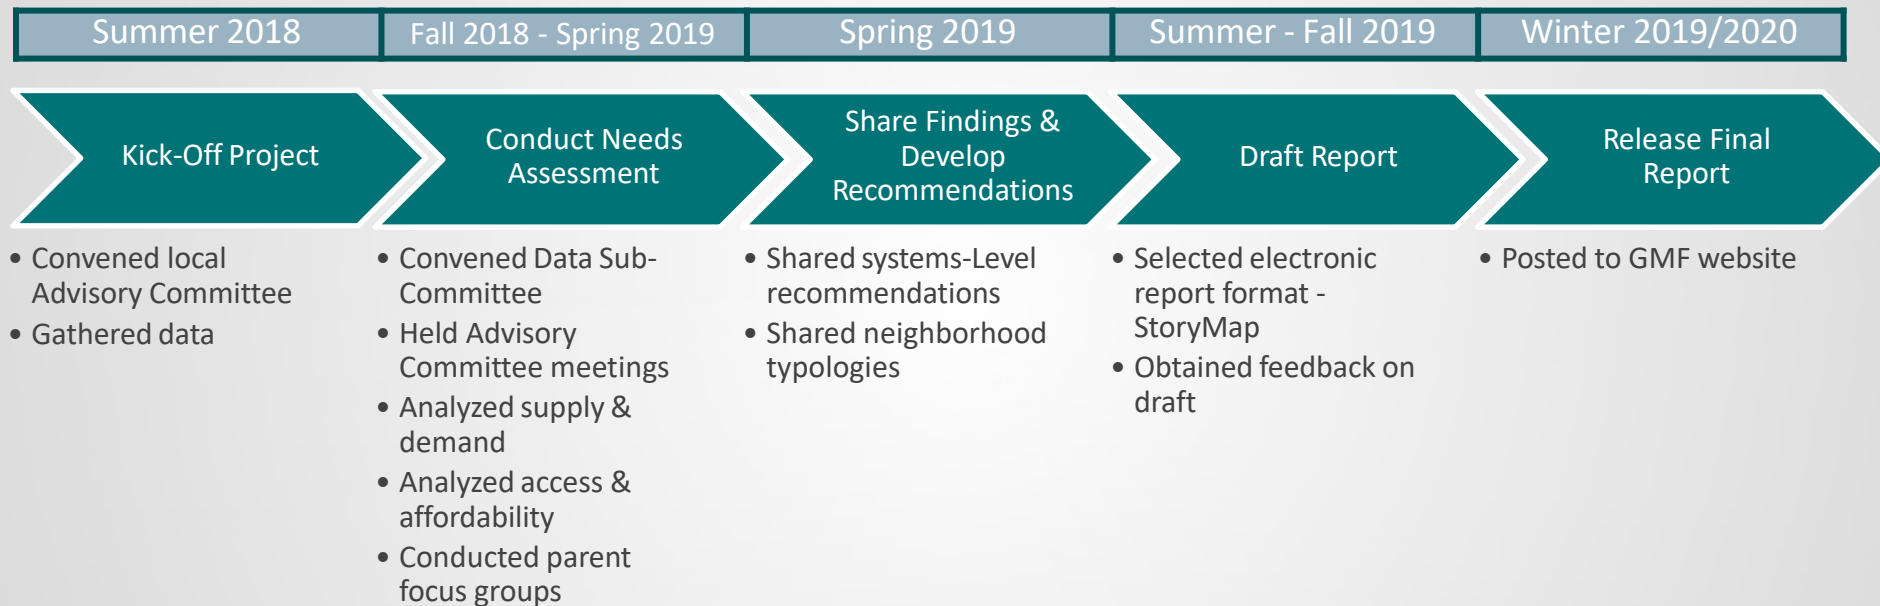 Summer 2018
Fall 2018 - Spring 2019
Spring 2019
Summer - Fall 2019
Winter 2019/2020
Kick-Off Project
Conduct Needs
Assessment
Share Findings &
Develop
Recommendations
Draft Report
Release Final
Report
• Convened local
Advisory Committee
• Gathered data
• Convened Data Sub-
Committee
• Held Advisory
Committee meetings
• Analyzed supply &
demand
• Analyzed access &
affordability
• Conducted parent
focus groups
• Shared systems-Level
recommendations
• Shared neighborhood
typologies
• Selected electronic
report format -
StoryMap
• Obtained feedback on
draft
• Posted to GMF website